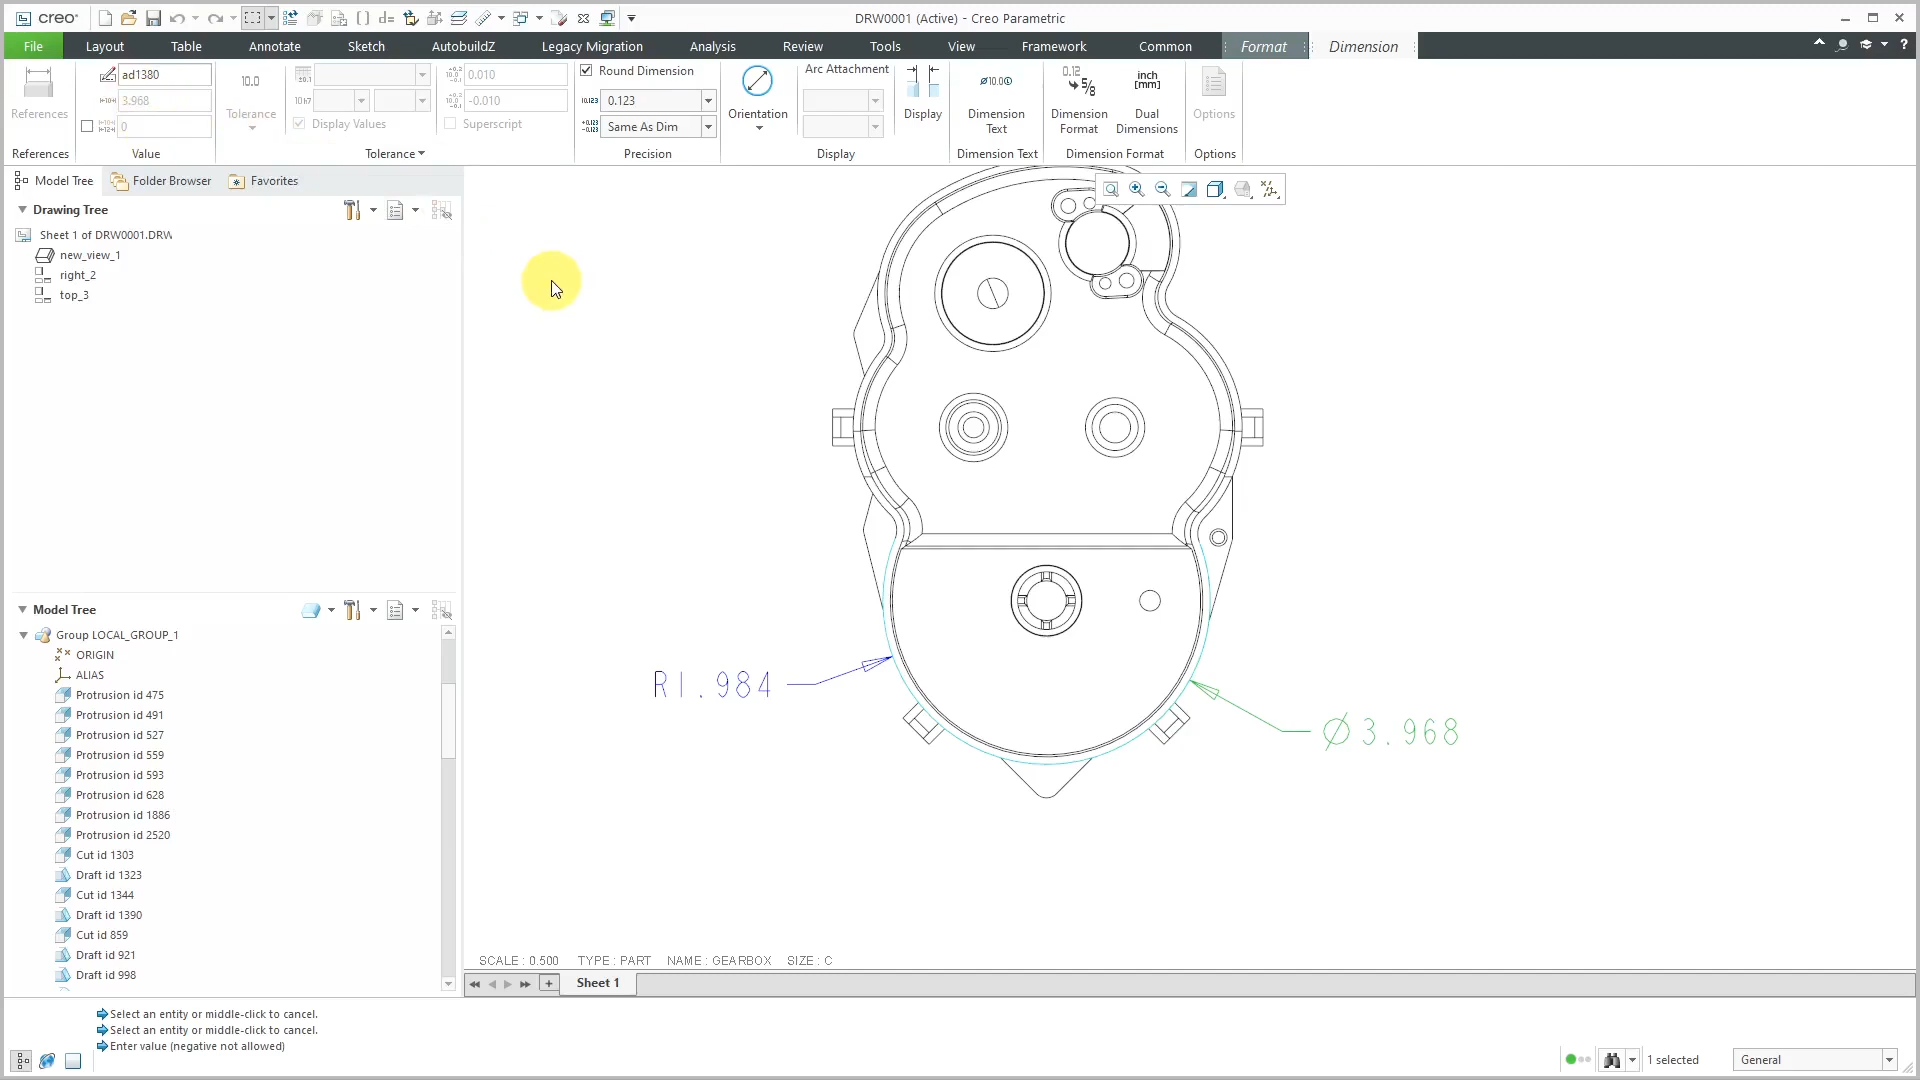 creo
DRW0001 (Active) - Creo Parametric
File Layout Table Annotate Sketch AutobuildZ Legacy Migration Analysis Review Tools View Framework Common Format Dimension
References
References
ad1380
3.968
0
Value
10.0
Tolerance
Display Values
0.010
-0.010
Superscript
Tolerance
Round Dimension
0.123
Same As Dim
Precision
Orientation
Arc Attachment
Display
Display
Ø10.0
Dimension Text
Dimension Text
0.12 5/8
Dimension Format
inch [mm]
Dual Dimensions
Dimension Format
Options
Options
Model Tree Folder Browser Favorites
Drawing Tree
Sheet 1 of DRW0001.DRW
new_view_1
right_2
top_3
Model Tree
Group LOCAL_GROUP_1
ORIGIN
ALIAS
Protrusion id 475
Protrusion id 491
Protrusion id 527
Protrusion id 559
Protrusion id 593
Protrusion id 628
Protrusion id 1886
Protrusion id 2520
Cut id 1303
Draft id 1323
Cut id 1344
Draft id 1390
Cut id 859
Draft id 921
Draft id 998
R1.984
Ø3.968
SCALE : 0.500 TYPE : PART NAME : GEARBOX SIZE : C
Sheet 1
Select an entity or middle-click to cancel.
Select an entity or middle-click to cancel.
Enter value (negative not allowed)
1 selected
General